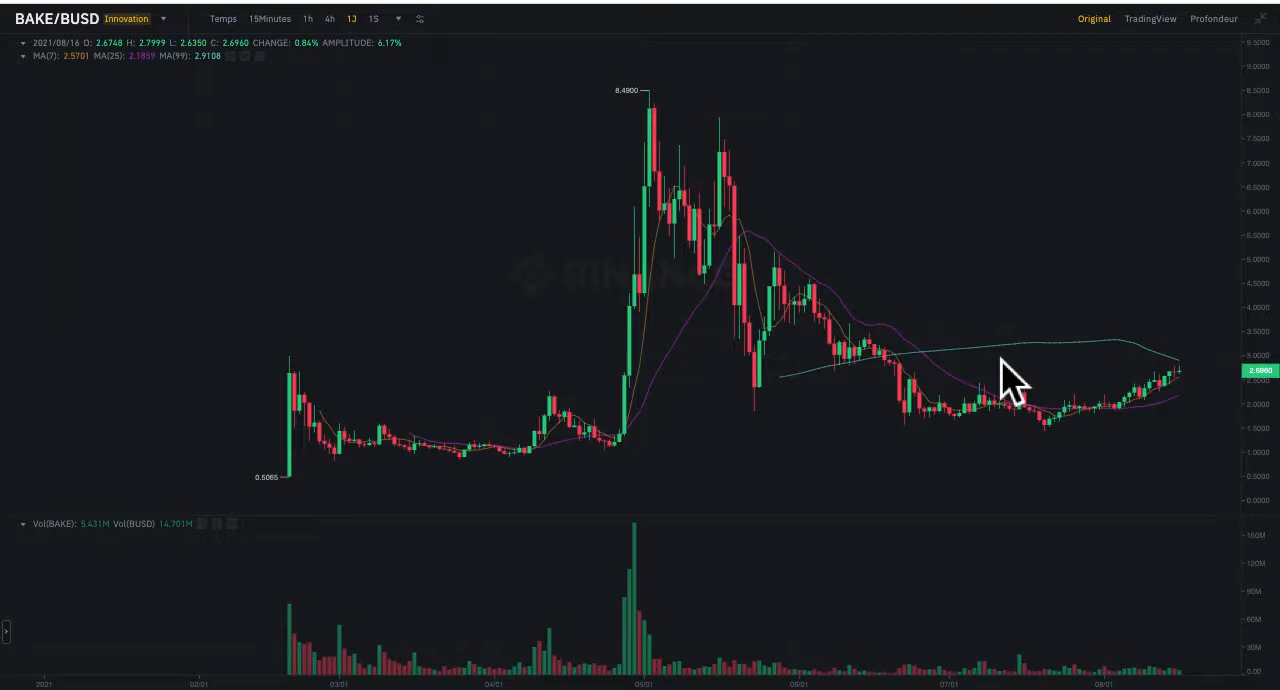 BAKE/BUSD Innovation Temps 15Minutes 1h 4h 1J 1S Original TradingView Profondeur
2021/08/16 O: 2.6748 H: 2.7999 L: 2.6350 C: 2.6960 CHANGE: 0.84% AMPLITUDE: 6.17%
MA(7): 2.5701 MA(25): 2.1859 MA(99): 2.9108
9.5000
9.0000
8.4900
8.5000
8.0000
7.5000
7.0000
6.5000
6.0000
5.5000
5.0000
BINANCE
4.5000
4.0000
3.5000
3.0000
2.6960
2.5000
2.0000
1.5000
1.0000
0.5065
0.5000
0.0000
Vol(BAKE): 5.431M Vol(BUSD) 14.701M
150M
120M
90M
60M
30M
0.00
2021 02/01 03/01 04/01 05/01 06/01 07/01 08/01